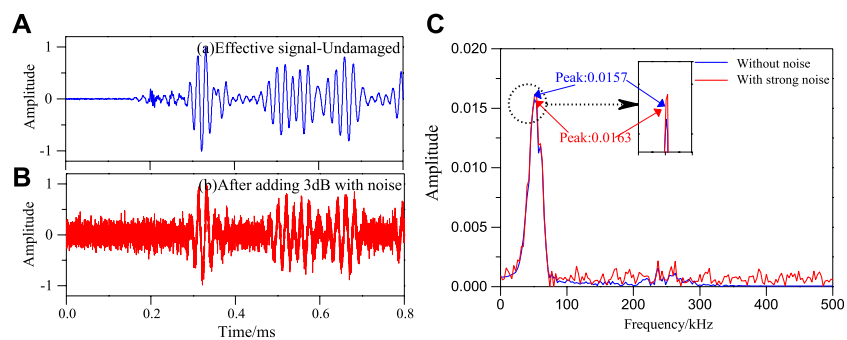 A
(a)Effective signal-Undamaged
Amplitude
1
0
-1
B
(b)After adding 3dB with noise
Amplitude
1
0
-1
0.0
0.2
0.4
0.6
0.8
Time/ms
C
Amplitude
0.020
0.015
0.010
0.005
0.000
Peak:0.0157
Peak:0.0163
Without noise
With strong noise
0
100
200
300
400
500
Frequency/kHz